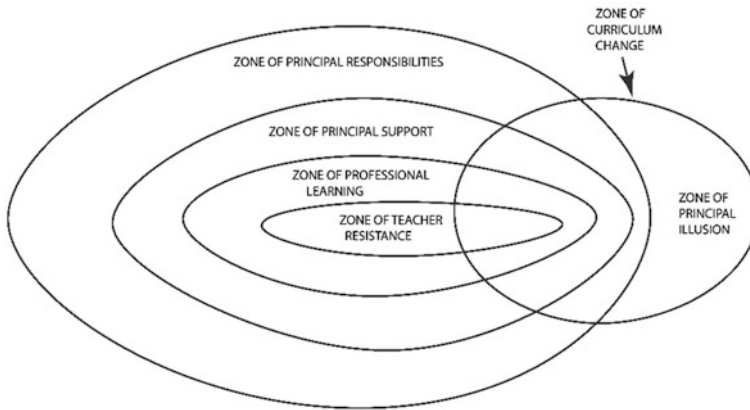 ZONE OF
CURRICULUM
CHANGE
ZONE OF PRINCIPAL RESPONSIBILITIES
ZONE OF PRINCIPAL SUPPORT
ZONE OF PROFESSIONAL
LEARNING
ZONE OF TEACHER
RESISTANCE
ZONE OF
PRINCIPAL
ILLUSION